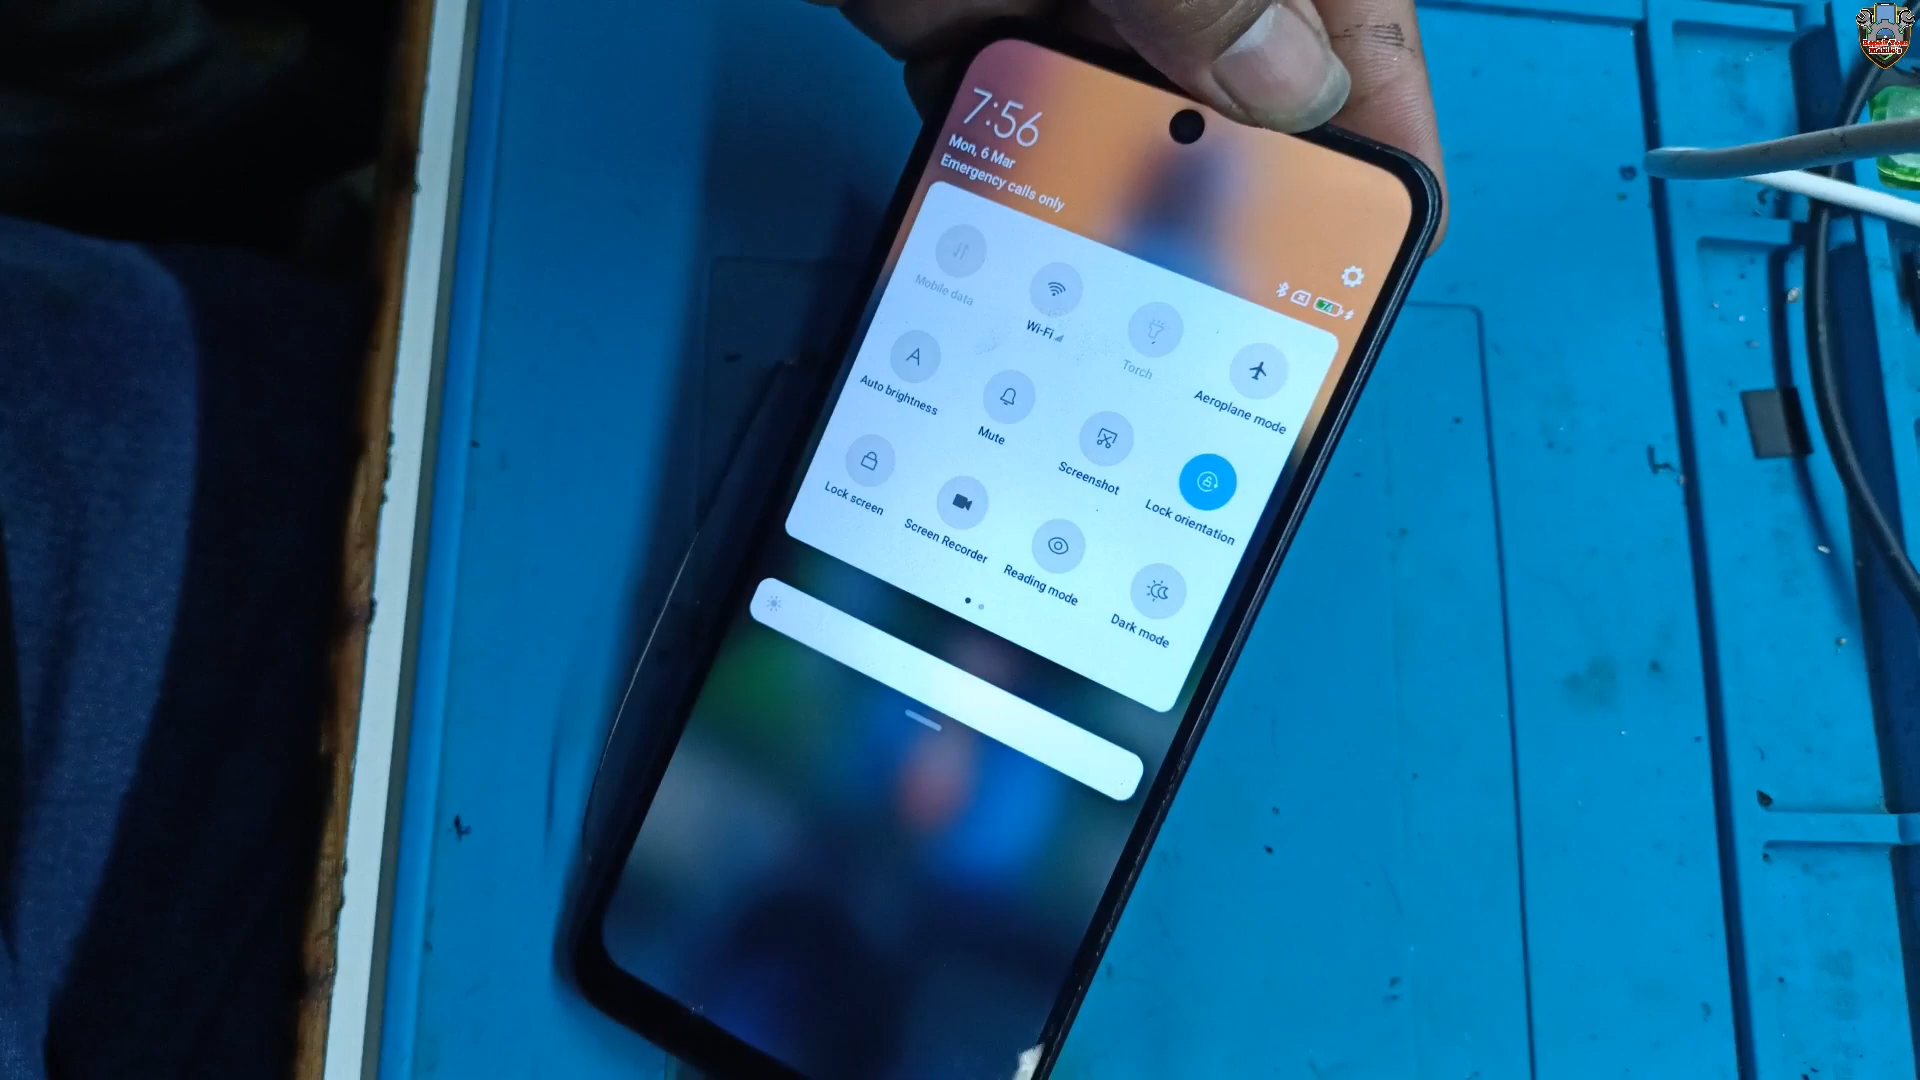 7:56
Mon, 6 Mar
Emergency calls only
74
Mobile data
Wi-Fi
Torch
Aeroplane mode
Auto brightness
Mute
Screenshot
Lock orientation
Lock screen
Screen Recorder
Reading mode
Dark mode